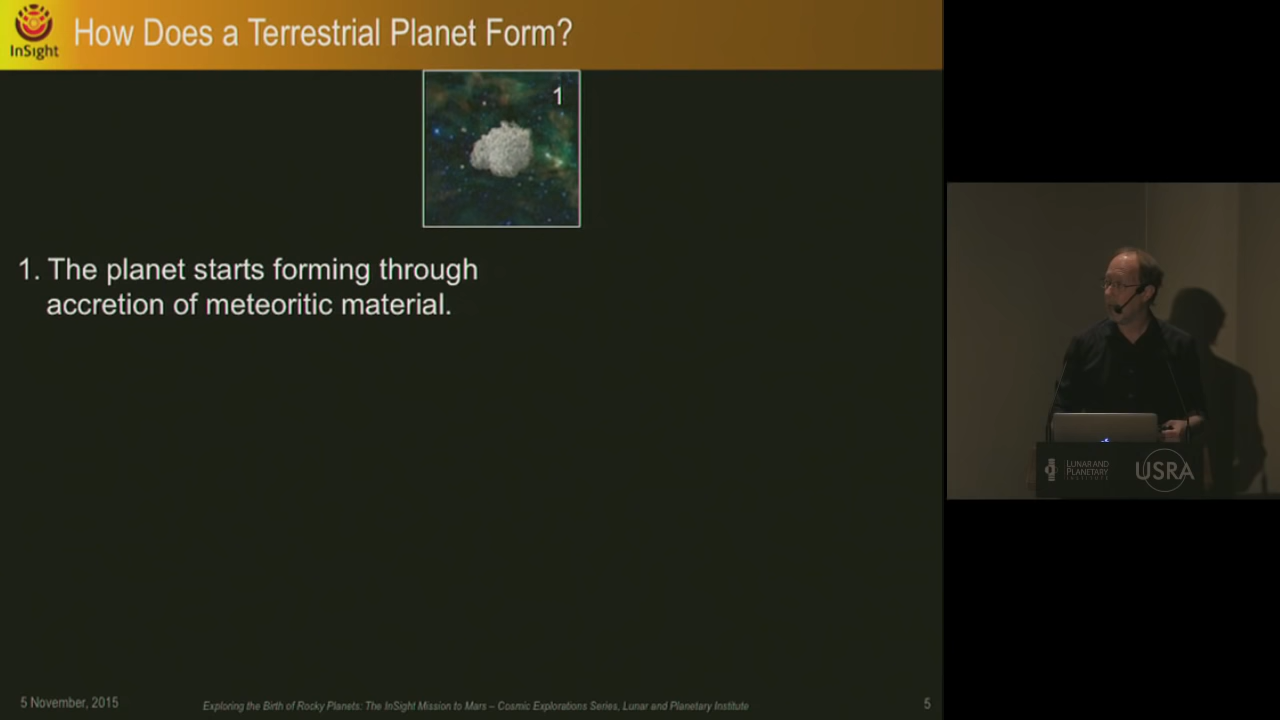 InSight
How Does a Terrestrial Planet Form?
1
1. The planet starts forming through
accretion of meteoritic material.
LUNAR AND
PLANETARY
INSTITUTE
USRA
5 November, 2015
Exploring the Birth of Rocky Planets: The InSight Mission to Mars – Cosmic Explorations Series, Lunar and Planetary Institute
5